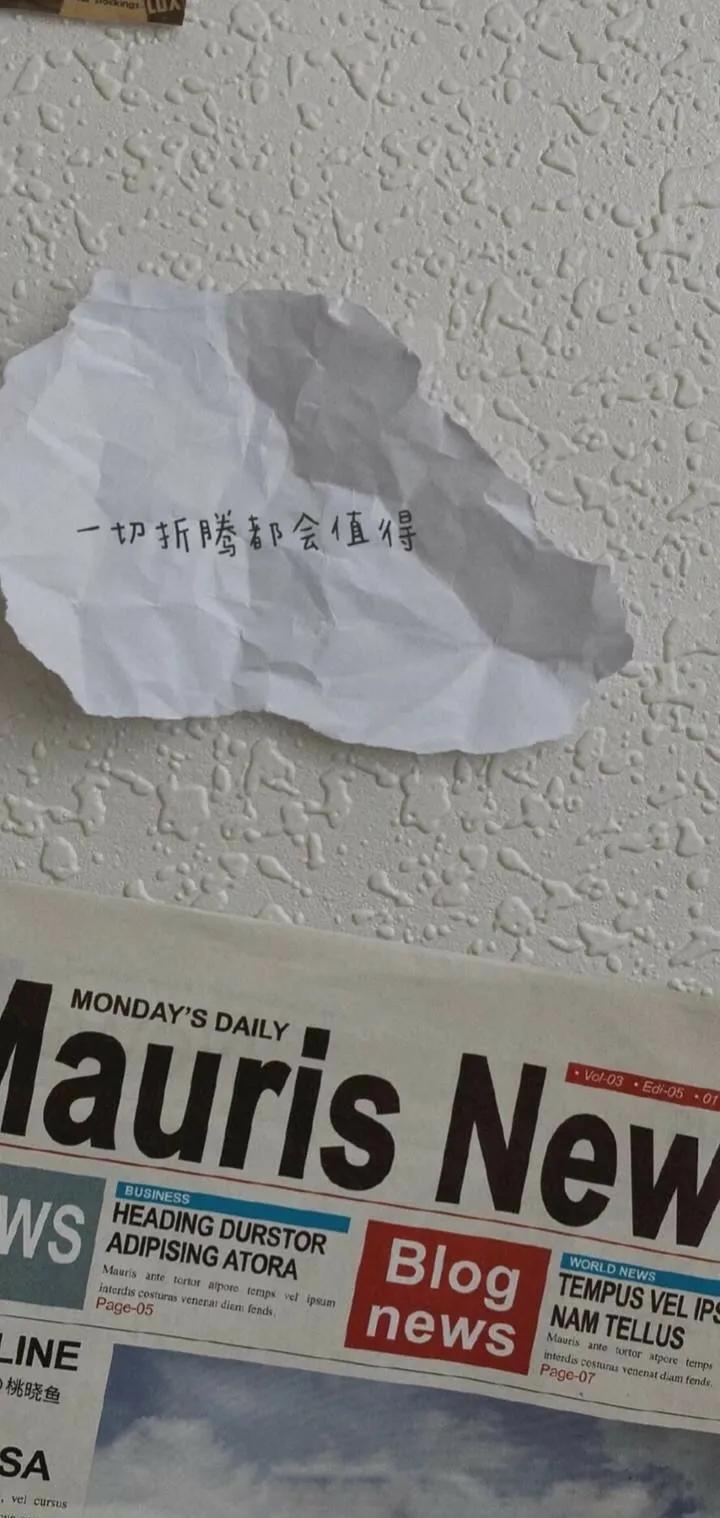 LUX
一切折腾都会值得
MONDAY'S DAILY
Mauris New
• Vol-03 • Edi-05 • 01
WS
BUSINESS
HEADING DURSTOR
ADIPISING ATORA
Mauris ante tortor atpore temps vel ipsum
interdis costurus venenat diam fends.
Page-05
Blog
news
WORLD NEWS
TEMPUS VEL IPS
NAM TELLUS
Mauris ante tortor atpore temps
interdis costurus venenat diam fends.
Page-07
LINE
桃晓鱼
SA
, vel cursus